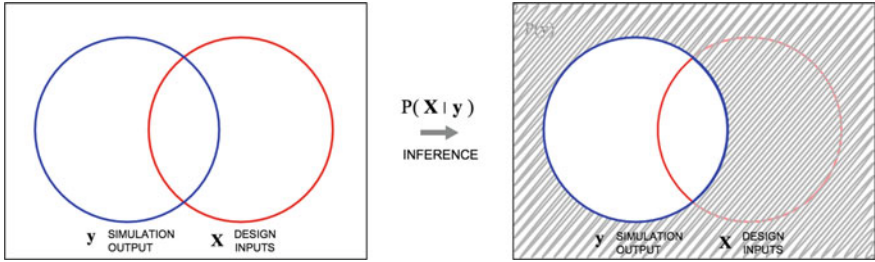 y SIMULATION OUTPUT
X DESIGN INPUTS
P( X | y )
INFERENCE
P(y)
y SIMULATION OUTPUT
X DESIGN INPUTS